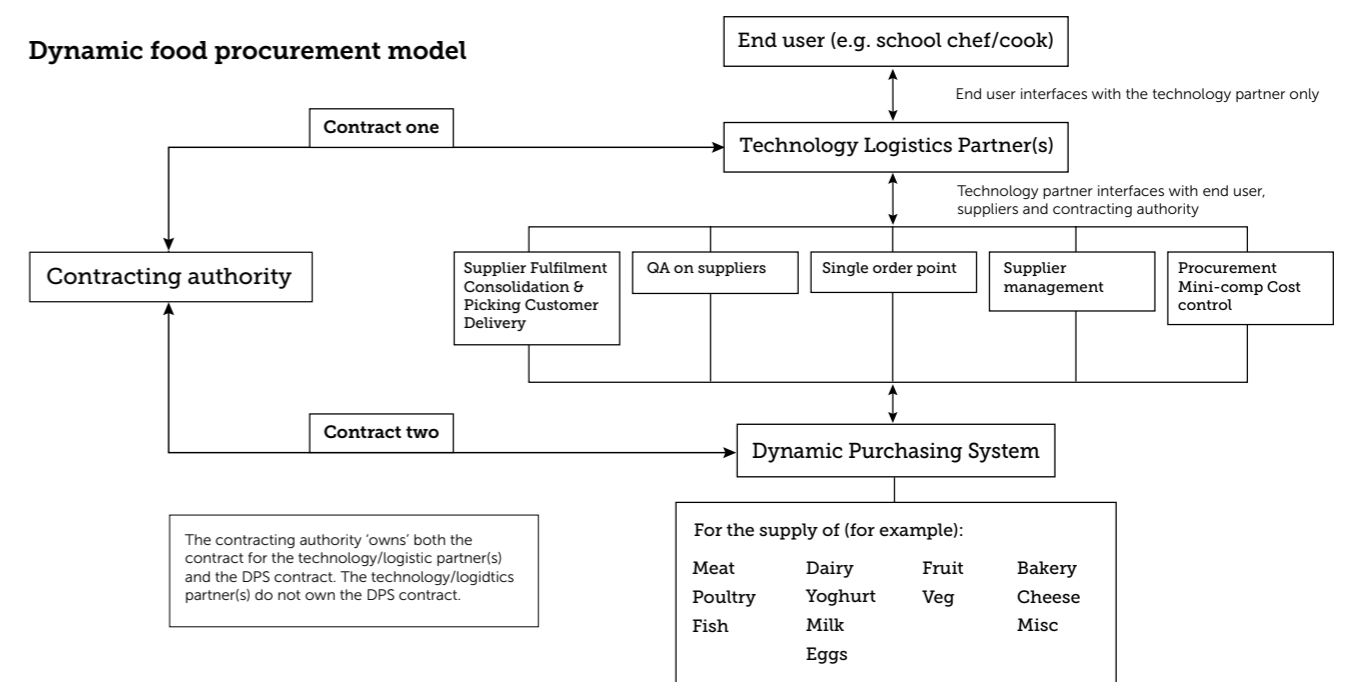 Dynamic food procurement model
End user (e.g. school chef/cook)
End user interfaces with the technology partner only
Contract one
Technology Logistics Partner(s)
Technology partner interfaces with end user,
suppliers and contracting authority
Contracting authority
Supplier Fulfilment
Consolidation &
Picking Customer
Delivery
QA on suppliers
Single order point
Supplier
management
Procurement
Mini-comp Cost
control
Contract two
Dynamic Purchasing System
The contracting authority ‘owns’ both the
contract for the technology/logistic partner(s)
and the DPS contract. The technology/logidtics
partner(s) do not own the DPS contract.
For the supply of (for example):
Meat Dairy Fruit Bakery
Poultry Yoghurt Veg Cheese
Fish Milk Misc
Eggs